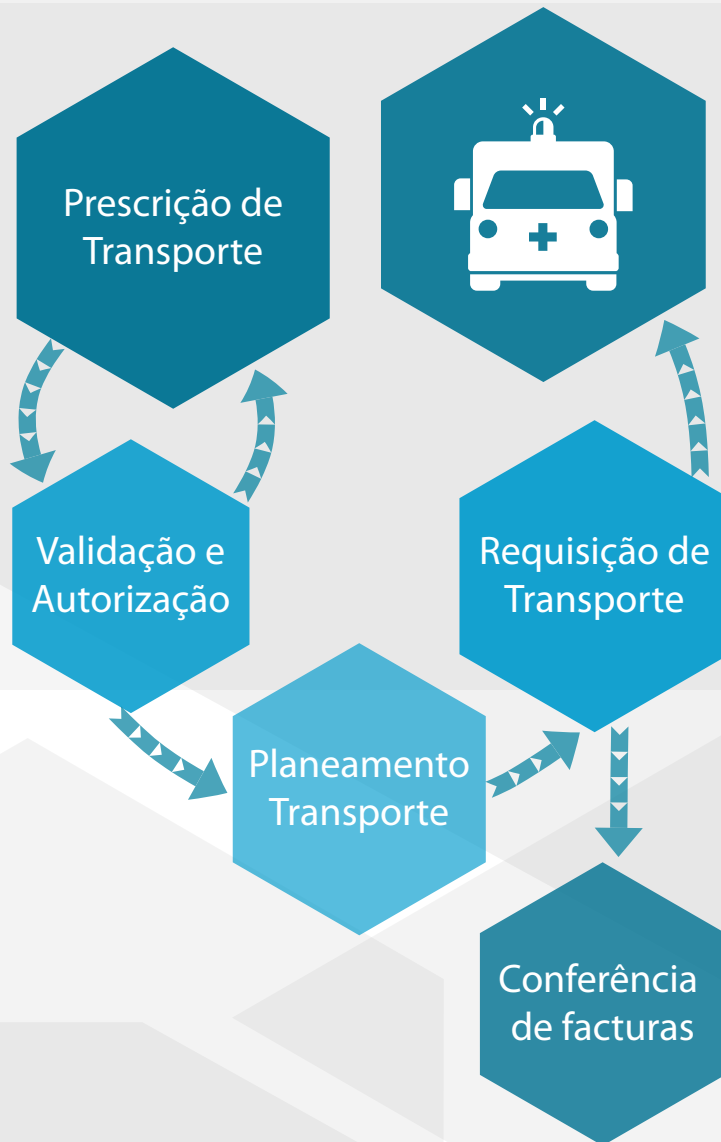 Prescrição de
Transporte
Validação e
Autorização
Requisição de
Transporte
Planeamento
Transporte
Conferência
de facturas